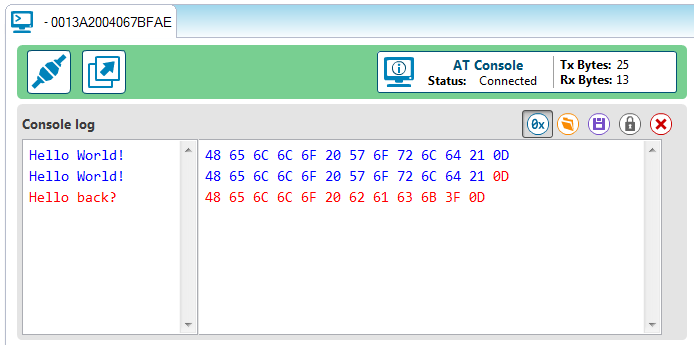 - 0013A2004067BFAE
AT Console
Status: Connected
Tx Bytes: 25
Rx Bytes: 13
Console log
0x
Hello World!
Hello World!
Hello back?
48 65 6C 6C 6F 20 57 6F 72 6C 64 21 0D
48 65 6C 6C 6F 20 57 6F 72 6C 64 21 0D
48 65 6C 6C 6F 20 62 61 63 6B 3F 0D